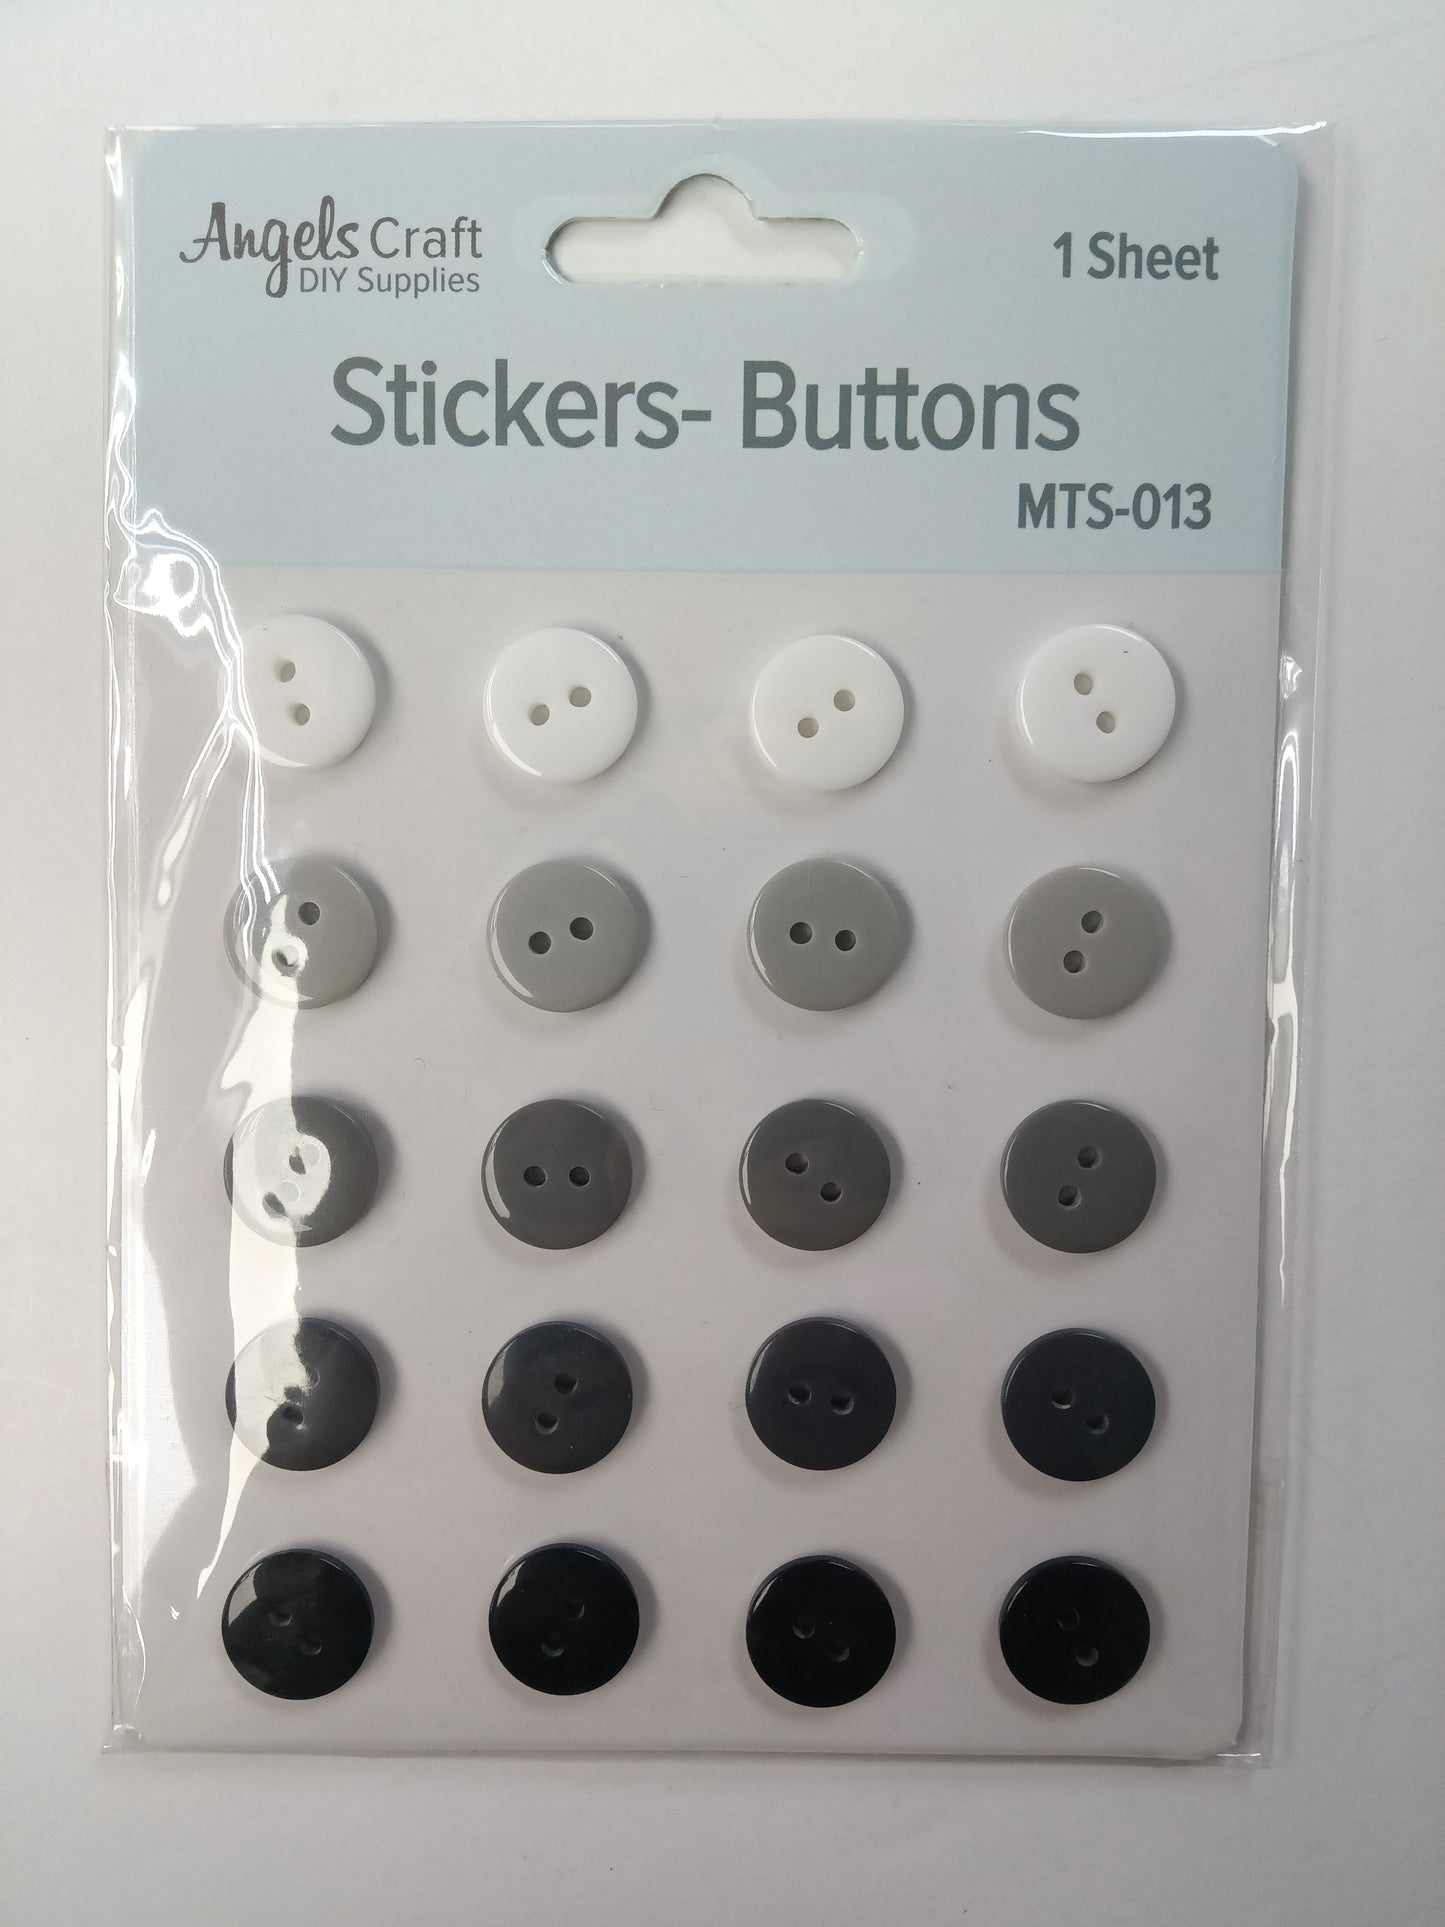 Angels Craft
DIY Supplies
1 Sheet
Stickers- Buttons
MTS-013